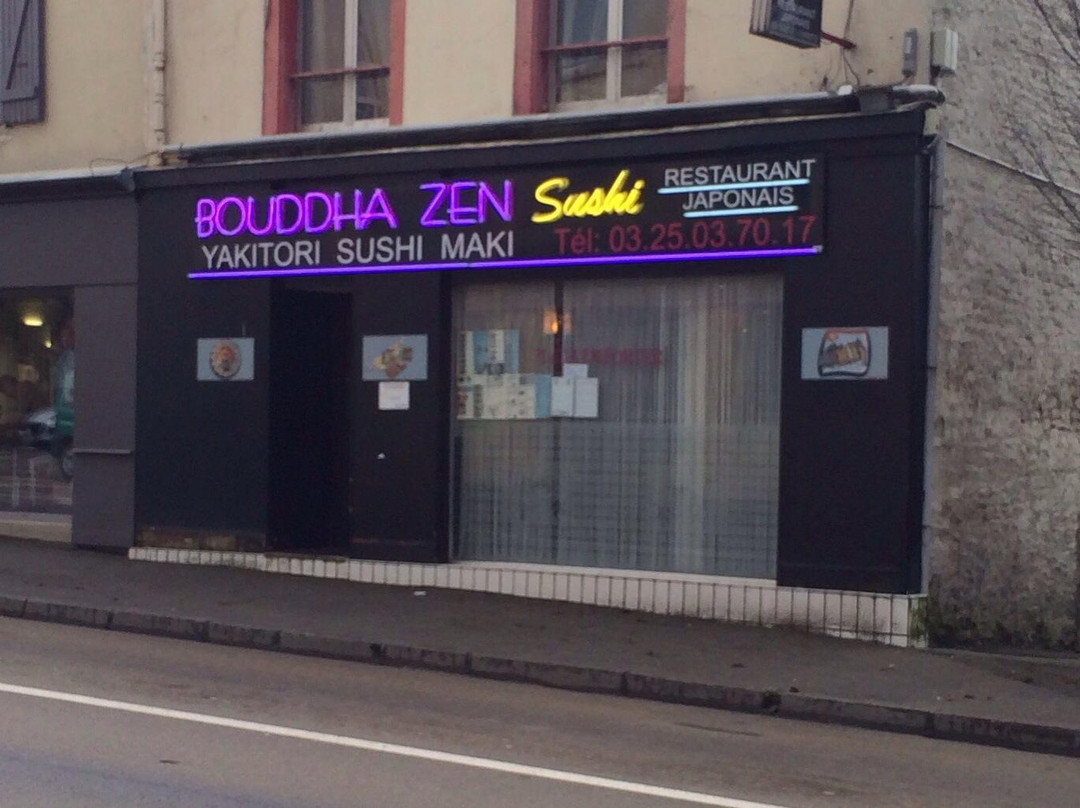 BOUDDHA ZEN Sushi
RESTAURANT
JAPONAIS
YAKITORI SUSHI MAKI
Tél: 03.25.03.70.17